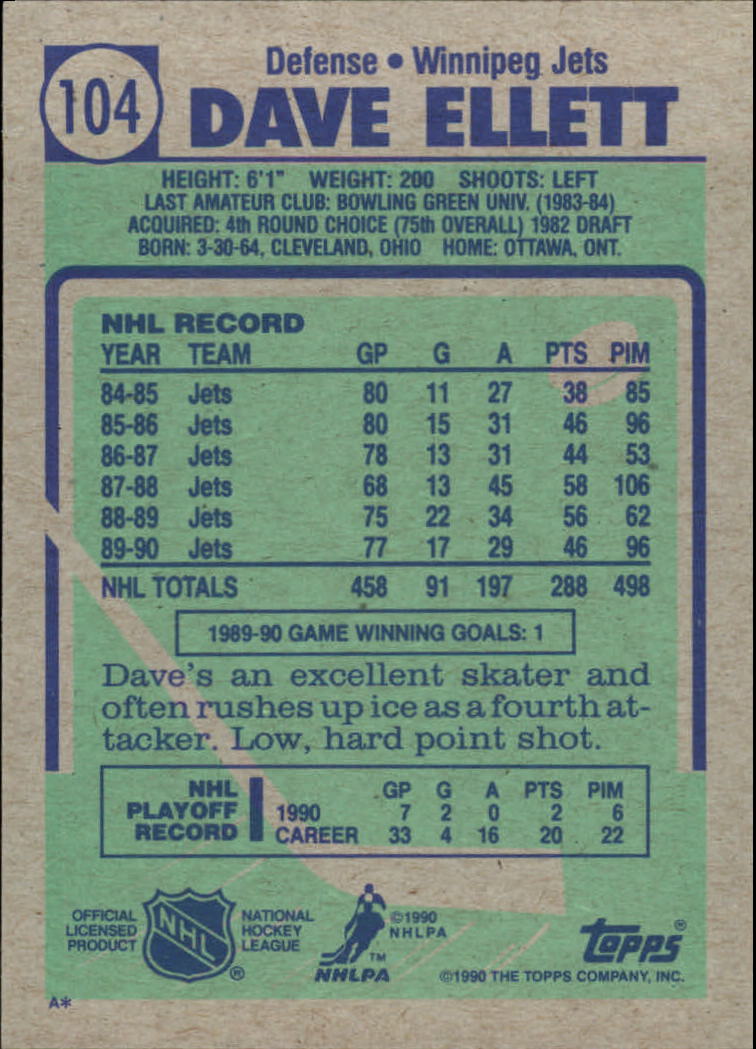 104
Defense • Winnipeg Jets
DAVE ELLETT
HEIGHT: 6'1" WEIGHT: 200 SHOOTS: LEFT
LAST AMATEUR CLUB: BOWLING GREEN UNIV. (1983-84)
ACQUIRED: 4th ROUND CHOICE (75th OVERALL) 1982 DRAFT
BORN: 3-30-64, CLEVELAND, OHIO HOME: OTTAWA, ONT.
NHL RECORD
YEAR TEAM GP G A PTS PIM
84-85 Jets 80 11 27 38 85
85-86 Jets 80 15 31 46 96
86-87 Jets 78 13 31 44 53
87-88 Jets 68 13 45 58 106
88-89 Jets 75 22 34 56 62
89-90 Jets 77 17 29 46 96
NHL TOTALS 458 91 197 288 498
1989-90 GAME WINNING GOALS: 1
Dave's an excellent skater and
often rushes up ice as a fourth at-
tacker. Low, hard point shot.
NHL PLAYOFF RECORD
GP G A PTS PIM
1990 7 2 0 2 6
CAREER 33 4 16 20 22
OFFICIAL
LICENSED
PRODUCT
NHL
®
NATIONAL
HOCKEY
LEAGUE
TM
NHLPA
©1990
NHLPA
TOPPS®
©1990 THE TOPPS COMPANY, INC.
A*